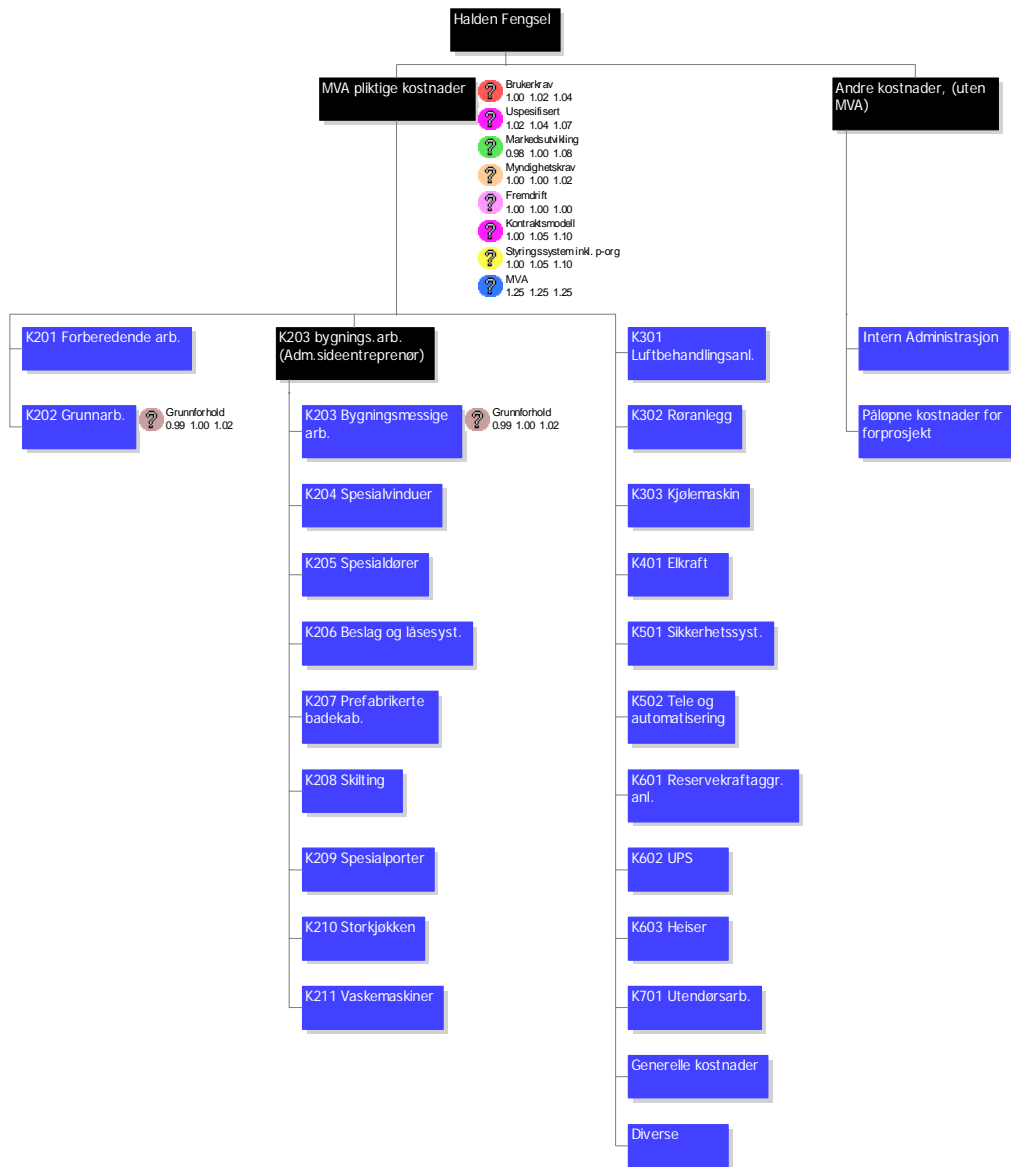 Halden Fengsel
MVA pliktige kostnader
Brukerkrav
1.00 1.02 1.04
Uspesifisert
1.02 1.04 1.07
Markedsutvikling
0.98 1.00 1.08
Myndighetskrav
1.00 1.00 1.02
Fremdrift
1.00 1.00 1.00
Kontraktsmodell
1.00 1.05 1.10
Styringssystem inkl. p-org
1.00 1.05 1.10
MVA
1.25 1.25 1.25
Andre kostnader, (uten
MVA)
K201 Forberedende arb.
K202 Grunnarb.
Grunnforhold
0.99 1.00 1.02
K203 bygnings.arb.
(Adm.sideentreprenør)
K203 Bygningsmessige
arb.
Grunnforhold
0.99 1.00 1.02
K204 Spesialvinduer
K205 Spesialdører
K206 Beslag og låsesyst.
K207 Prefabrikerte
badekab.
K208 Skilting
K209 Spesialporter
K210 Storkjøkken
K211 Vaskemaskiner
K301
Luftbehandlingsanl.
K302 Røranlegg
K303 Kjølemaskin
K401 Elkraft
K501 Sikkerhetssyst.
K502 Tele og
automatisering
K601 Reservekraftaggr.
anl.
K602 UPS
K603 Heiser
K701 Utendørsarb.
Generelle kostnader
Diverse
Intern Administrasjon
Påløpne kostnader for
forprosjekt